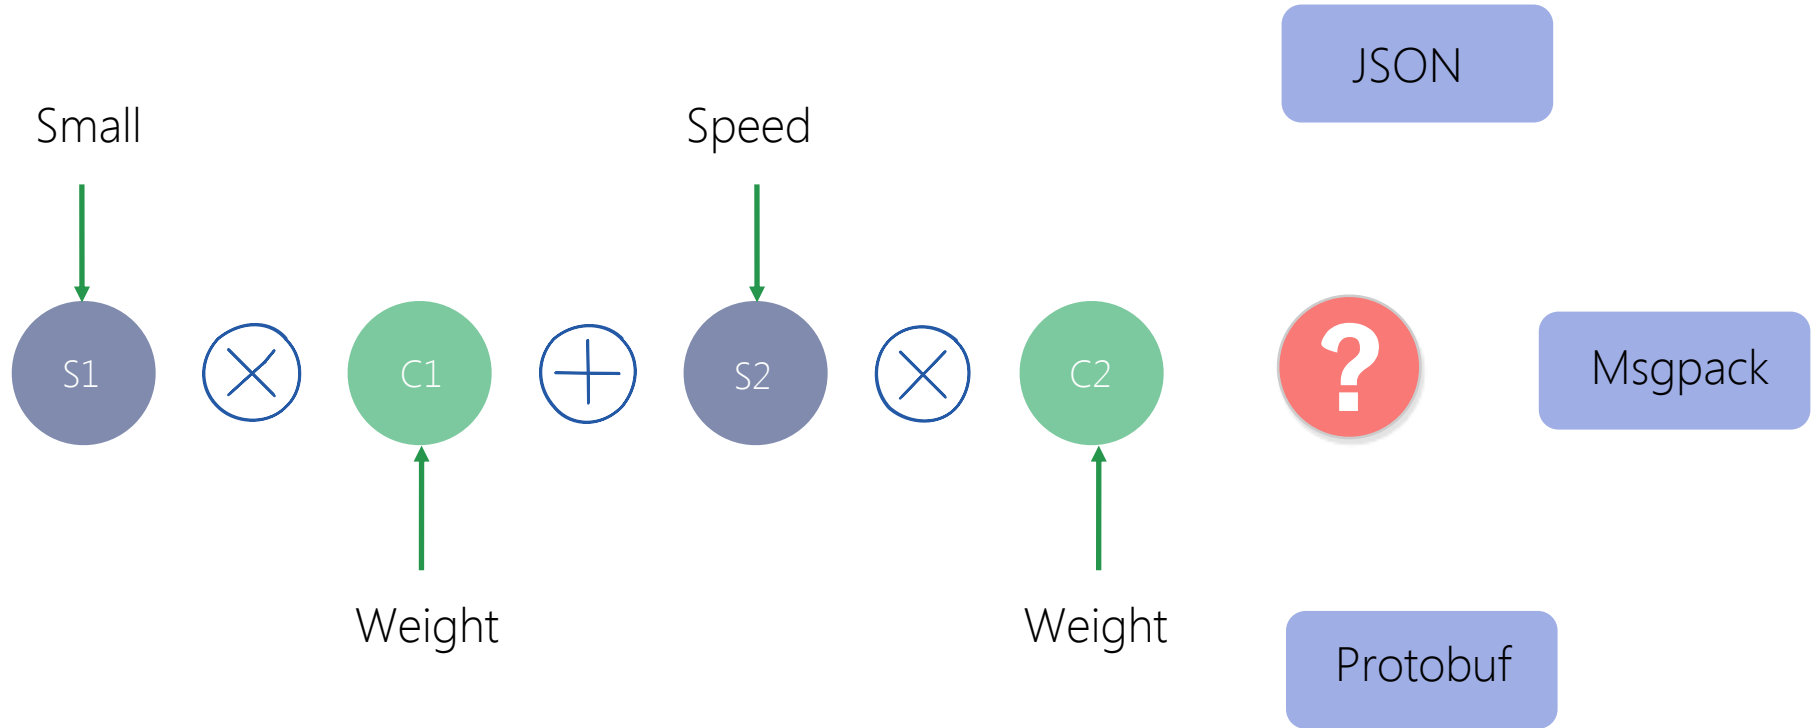 JSON
Small
Speed
S1
C1
S2
C2
?
Msgpack
Weight
Weight
Protobuf